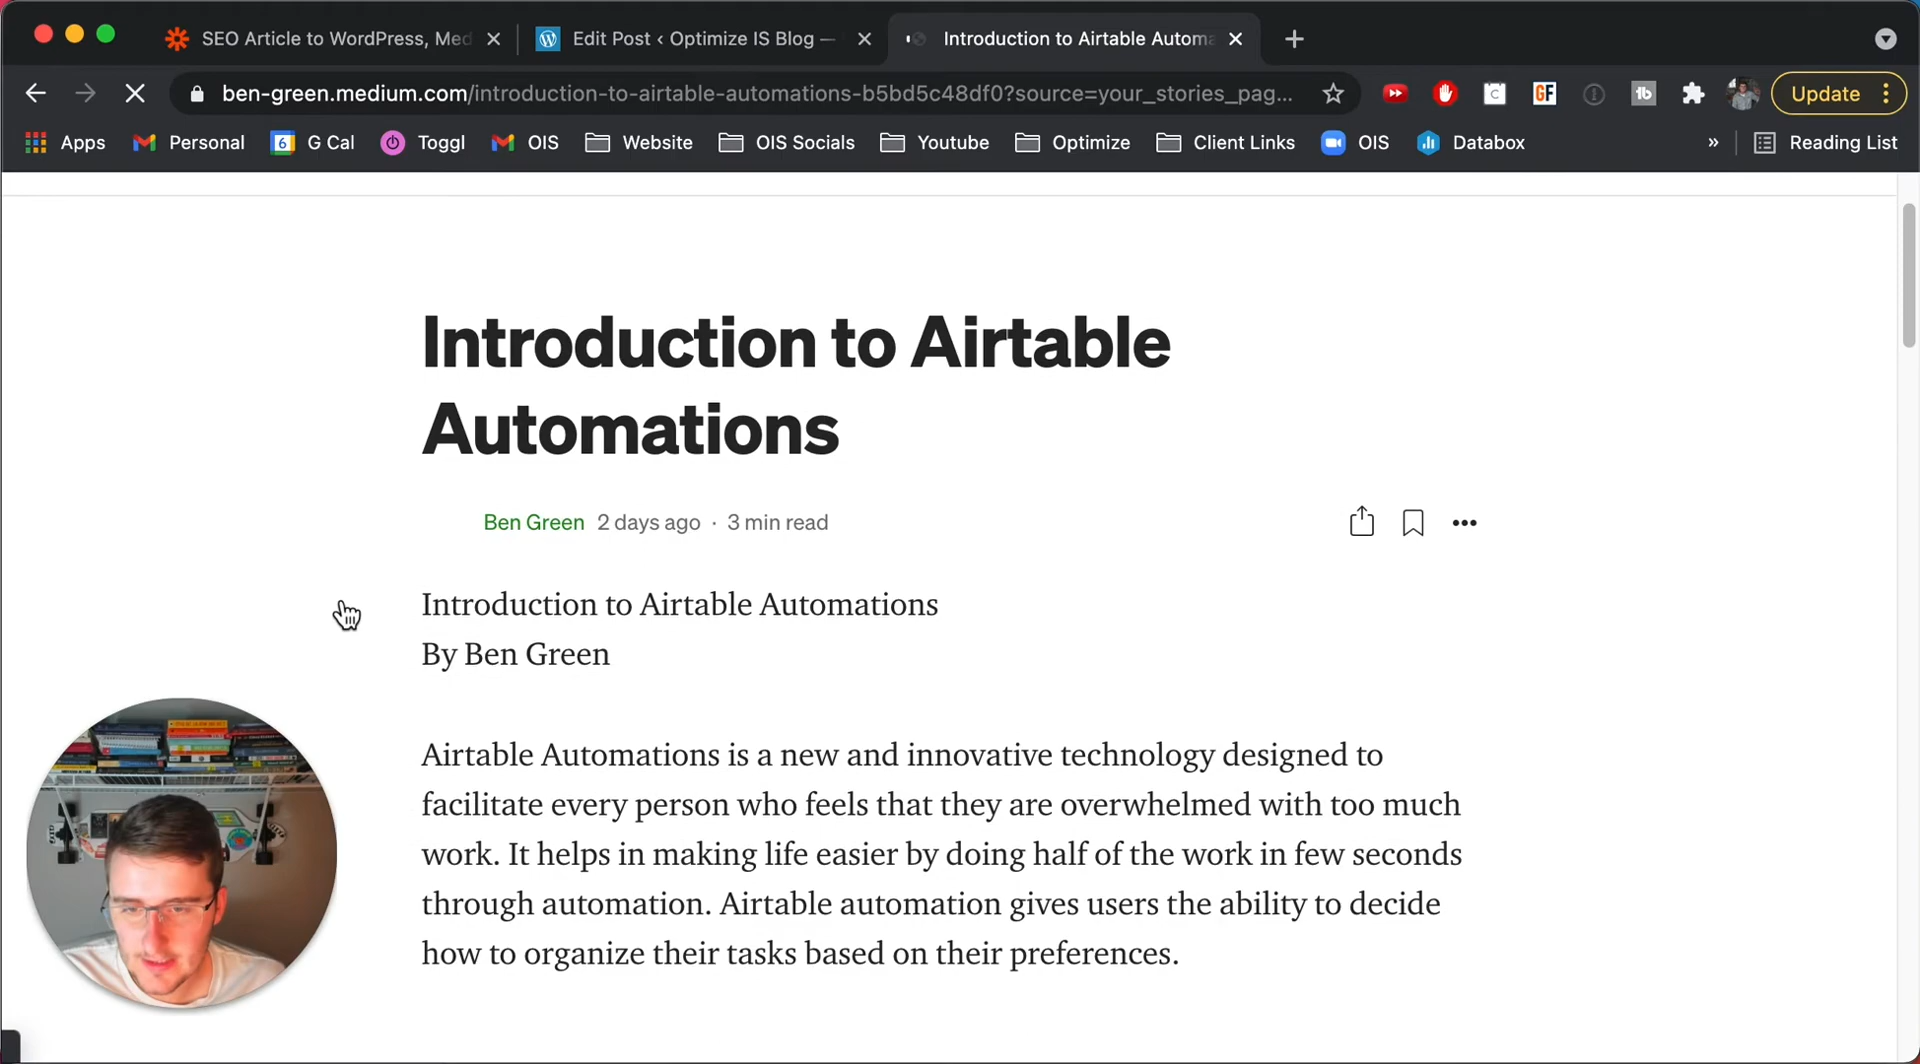 SEO Article to WordPress, Med
Edit Post ‹ Optimize IS Blog —
Introduction to Airtable Autom
ben-green.medium.com/introduction-to-airtable-automations-b5bd5c48df0?source=your_stories_pag...
GF
Update
Apps
Personal
6
G Cal
Toggl
OIS
Website
OIS Socials
Youtube
Optimize
Client Links
OIS
Databox
»
Reading List
Introduction to Airtable
Automations
Ben Green 2 days ago · 3 min read
Introduction to Airtable Automations
By Ben Green
Airtable Automations is a new and innovative technology designed to
facilitate every person who feels that they are overwhelmed with too much
work. It helps in making life easier by doing half of the work in few seconds
through automation. Airtable automation gives users the ability to decide
how to organize their tasks based on their preferences.